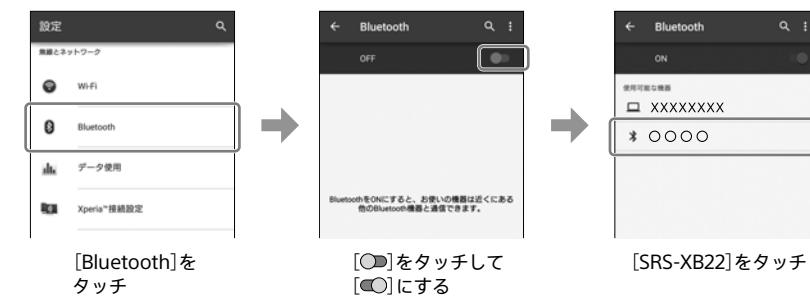 設定
無線とネットワーク
Wi-Fi
Bluetooth
データ使用
Xperia™接続設定
[Bluetooth]を
タッチ
Bluetooth
OFF
BluetoothをONにすると、お使いの機器は近くにある
他のBluetooth機器と通信できます。
[ ]をタッチして
[ ]にする
Bluetooth
ON
使用可能な機器
XXXXXXXX
○○○○
[SRS-XB22]をタッチ